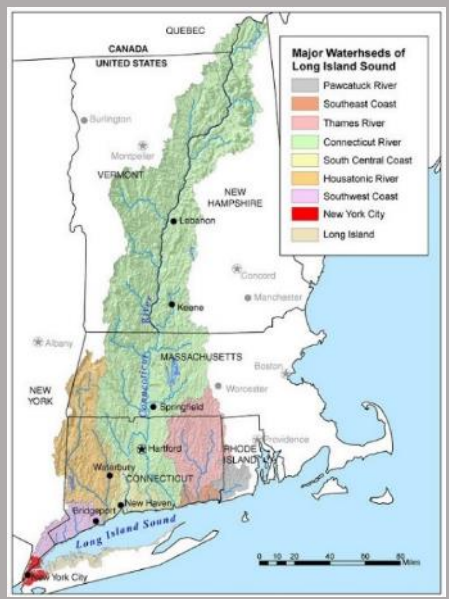 QUEBEC
CANADA
UNITED STATES
Major Waterhseds of
Long Island Sound
Pawcatuck River
Southeast Coast
Thames River
Connecticut River
South Central Coast
Housatonic River
Southwest Coast
New York City
Long Island
Burlington
Montpelier
VERMONT
NEW
HAMPSHIRE
Lebanon
Concord
Manchester
Keene
Connecticut River
Albany
MASSACHUSETTS
Boston
NEW
YORK
Worcester
Springfield
Hartford
RHODE
ISLAND
Providence
Waterbury
CONNECTICUT
New Haven
Bridgeport
Long Island Sound
New York City
0 10 20 40 60 80
Miles